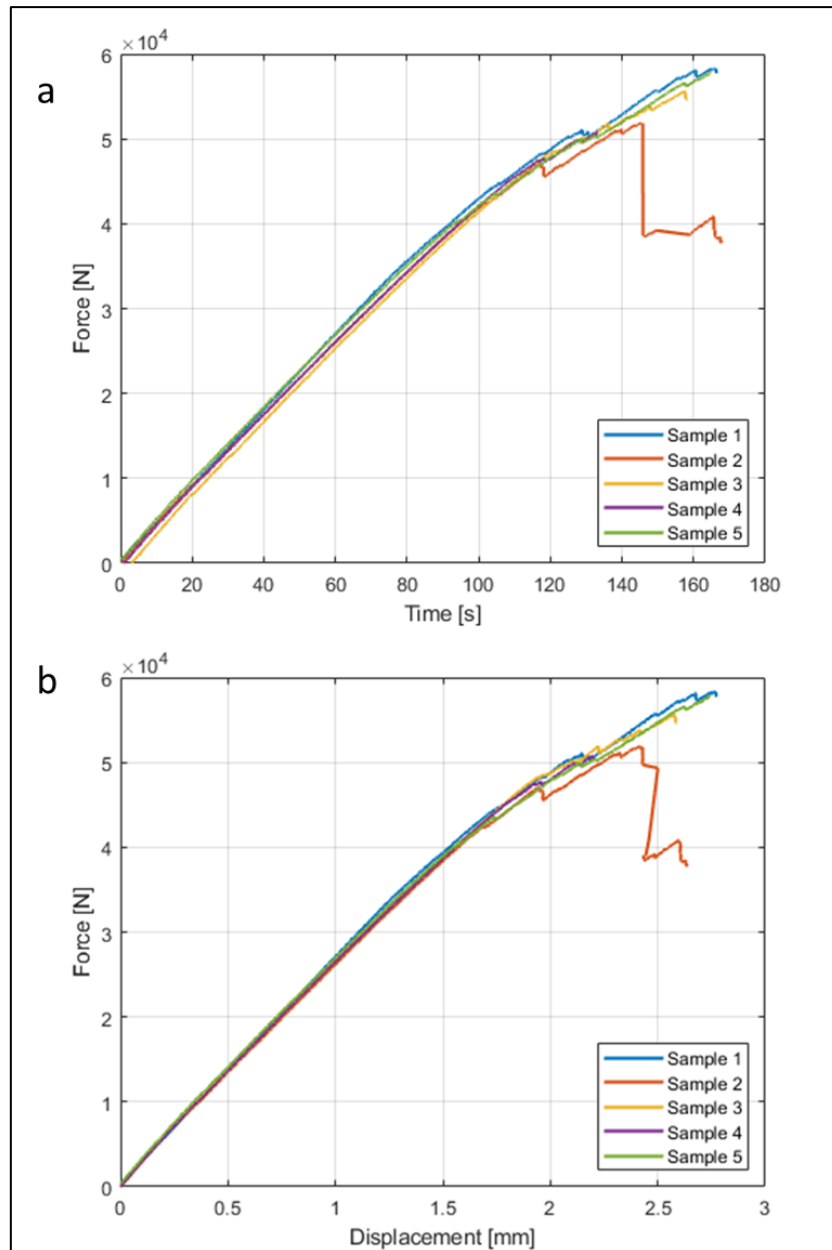 a
×10⁴
6
5
4
3
2
1
0
Force [N]
0 20 40 60 80 100 120 140 160 180
Time [s]
Sample 1
Sample 2
Sample 3
Sample 4
Sample 5
b
×10⁴
6
5
4
3
2
1
0
Force [N]
0 0.5 1 1.5 2 2.5 3
Displacement [mm]
Sample 1
Sample 2
Sample 3
Sample 4
Sample 5